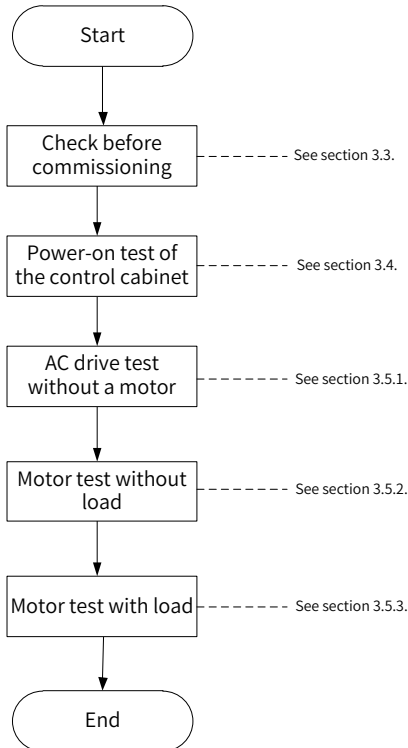 Start
Check before
commissioning
See section 3.3.
Power-on test of
the control cabinet
See section 3.4.
AC drive test
without a motor
See section 3.5.1.
Motor test without
load
See section 3.5.2.
Motor test with load
See section 3.5.3.
End